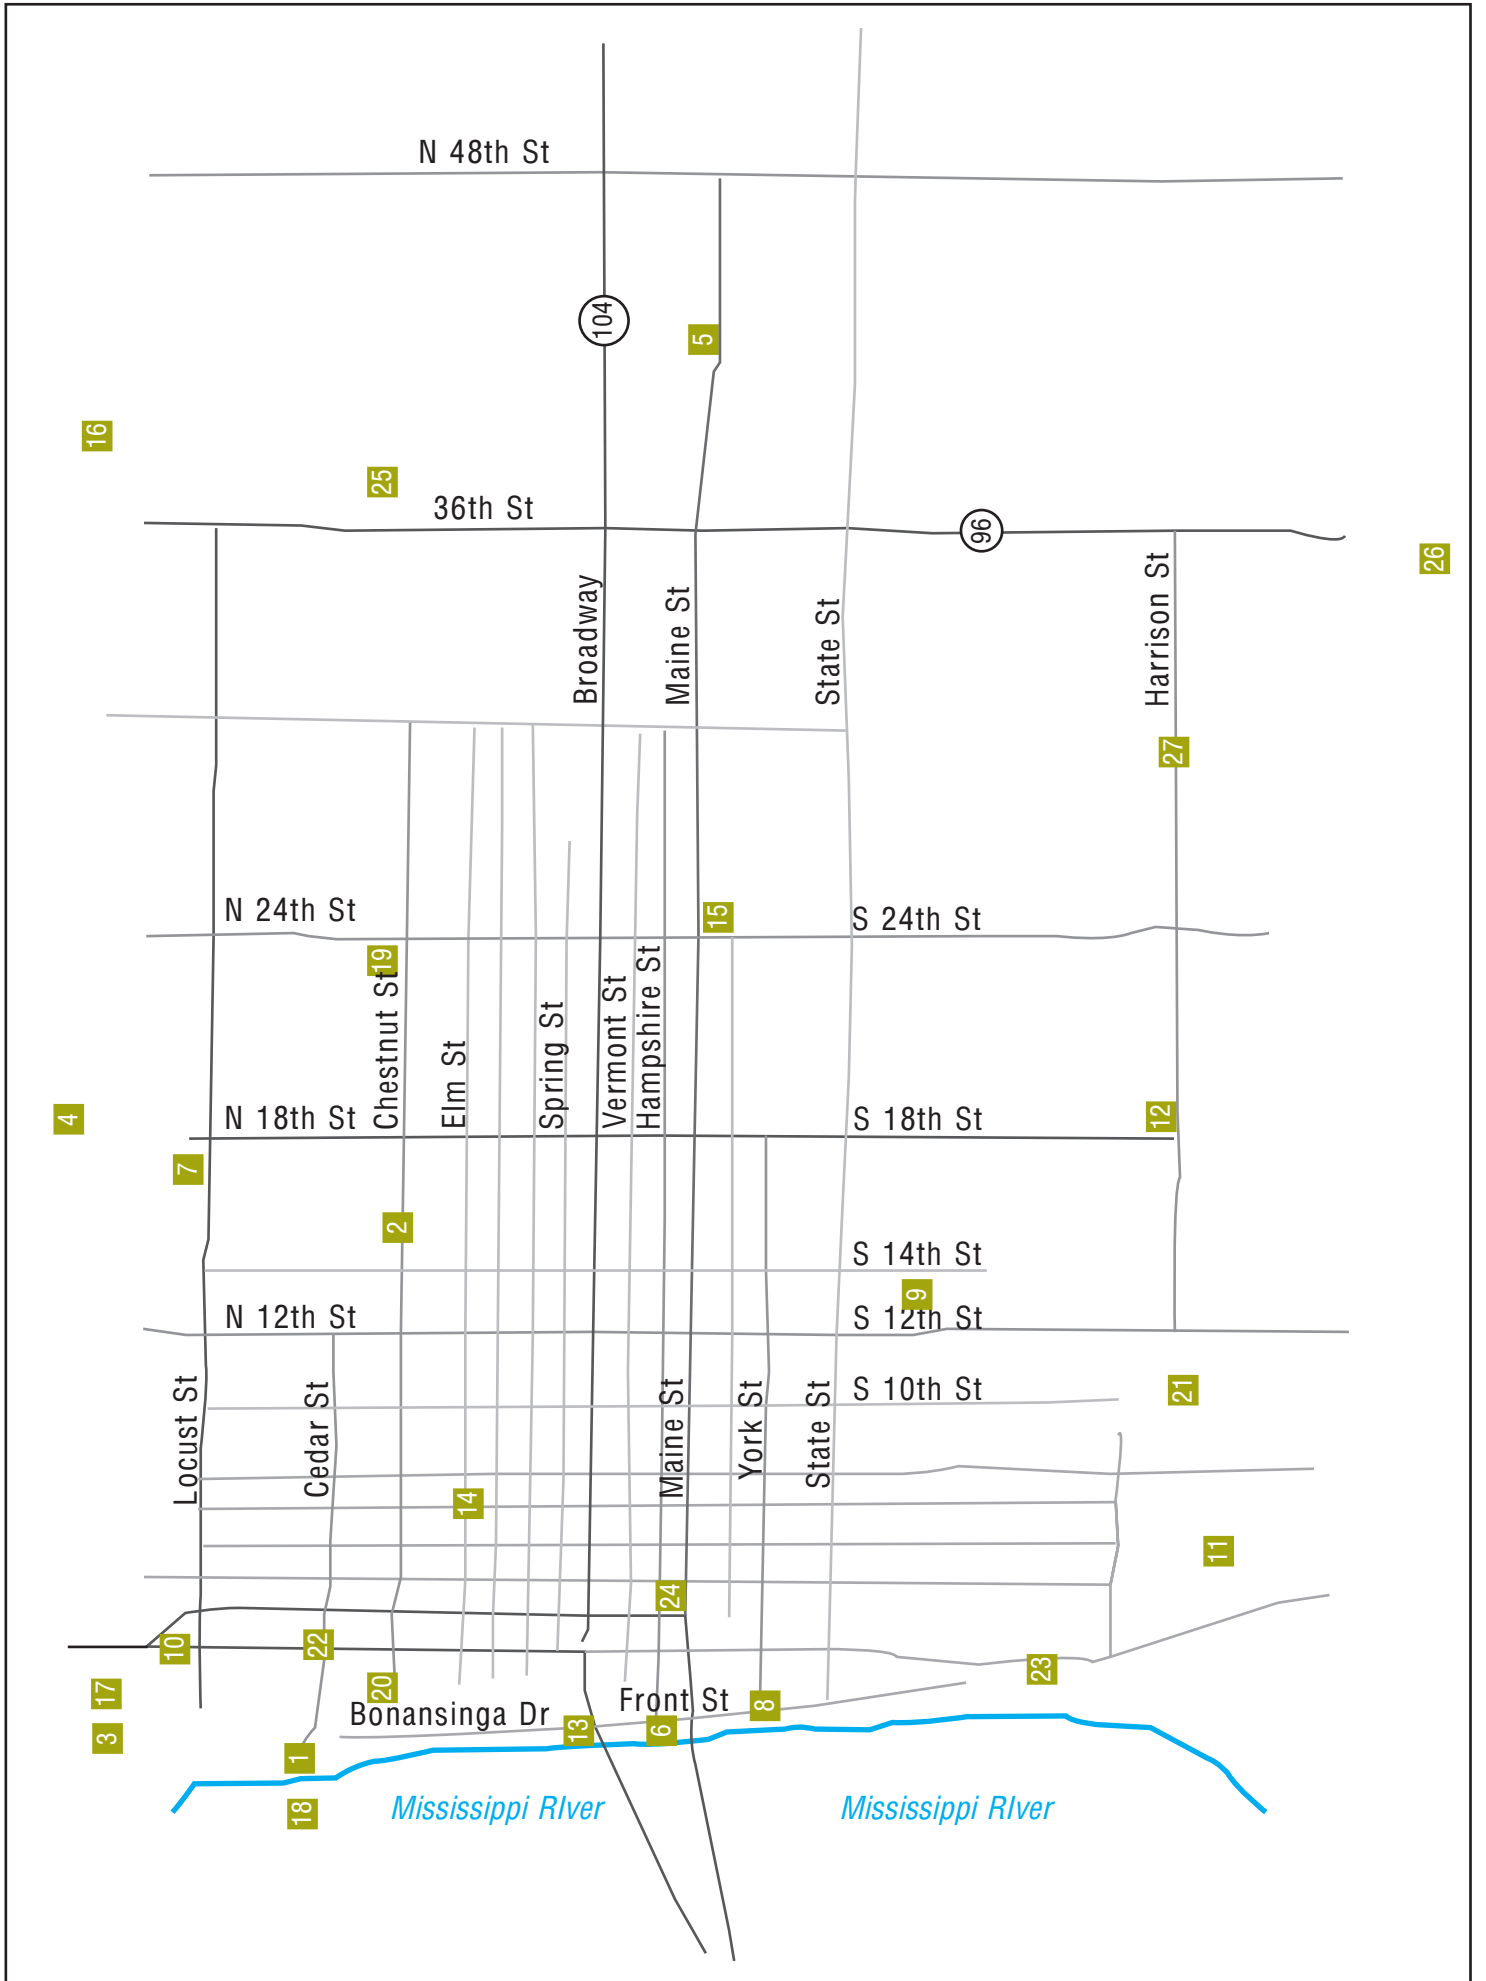 N 48th St
104
5
16
25
36th St
96
26
Broadway
Maine St
State St
Harrison St
27
N 24th St
15
S 24th St
19
Chestnut St
Elm St
Spring St
Vermont St
Hampshire St
4
N 18th St
S 18th St
12
7
2
S 14th St
9
N 12th St
S 12th St
Locust St
Cedar St
Maine St
York St
State St
S 10th St
21
14
11
24
10
22
23
17
20
Bonansinga Dr
Front St
8
3
1
13
6
18
Mississippi RIver
Mississippi RIver